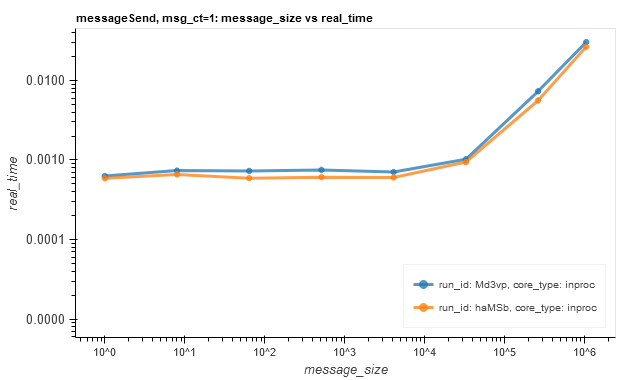 messageSend, msg_ct=1: message_size vs real_time
0.0100
0.0010
0.0001
0.0000
real_time
run_id: Md3vp, core_type: inproc
run_id: haMSb, core_type: inproc
10^0
10^1
10^2
10^3
10^4
10^5
10^6
message_size